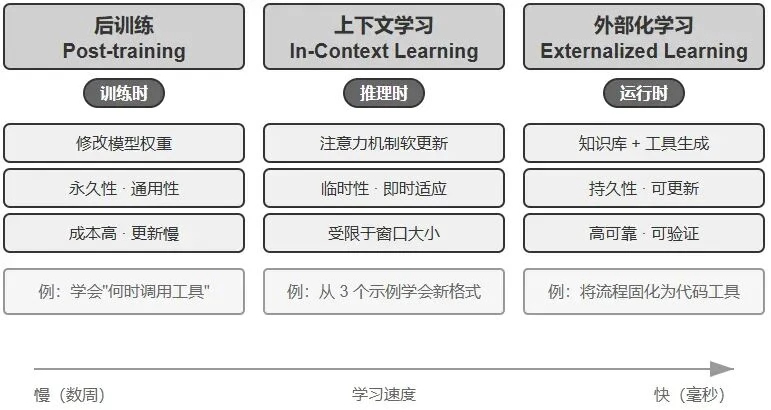 后训练
Post-training
训练时
修改模型权重
永久性 · 通用性
成本高 · 更新慢
例：学会"何时调用工具"
上下文学习
In-Context Learning
推理时
注意力机制软更新
临时性 · 即时适应
受限于窗口大小
例：从 3 个示例学会新格式
外部化学习
Externalized Learning
运行时
知识库 + 工具生成
持久性 · 可更新
高可靠 · 可验证
例：将流程固化为代码工具
慢（数周）
学习速度
快（毫秒）